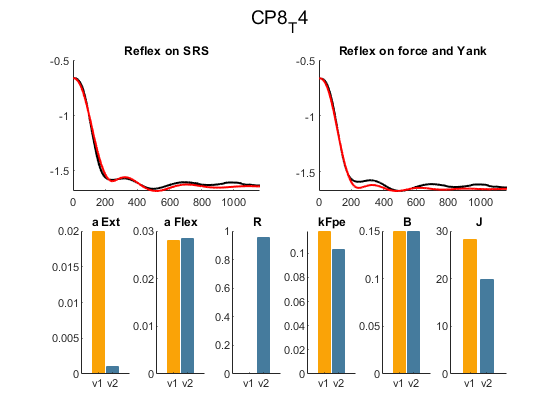 CP8_T4
Reflex on SRS
Reflex on force and Yank
-0.5
-1
-1.5
0 200 400 600 800 1000
-0.5
-1
-1.5
0 200 400 600 800 1000
a Ext
a Flex
R
kFpe
B
J
0.02
0.015
0.01
0.005
0
v1 v2
0.03
0.02
0.01
0
v1 v2
1
0.8
0.6
0.4
0.2
0
v1 v2
0.1
0.08
0.06
0.04
0.02
0
v1 v2
0.15
0.1
0.05
0
v1 v2
30
20
10
0
v1 v2